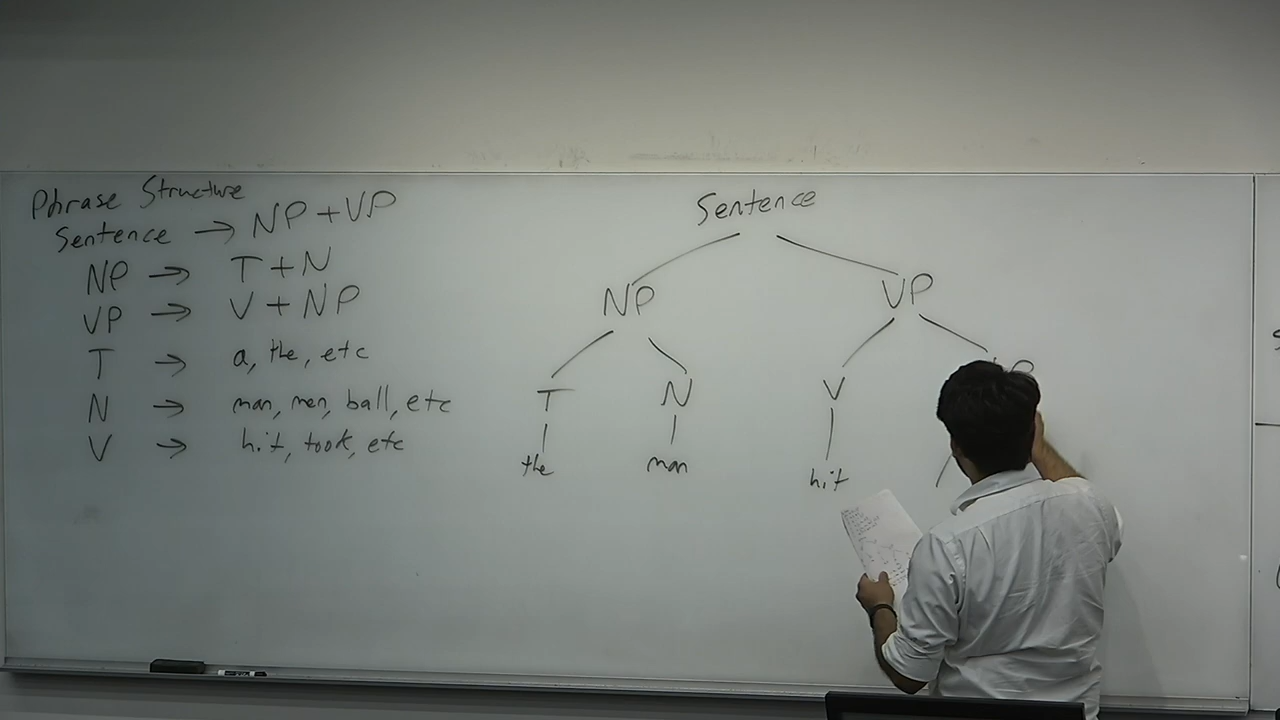 Phrase Structure
Sentence → NP + VP
NP → T + N
VP → V + NP
T → a, the, etc
N → man, men, ball, etc
V → hit, took, etc
Sentence
NP VP
T N V
the man hit